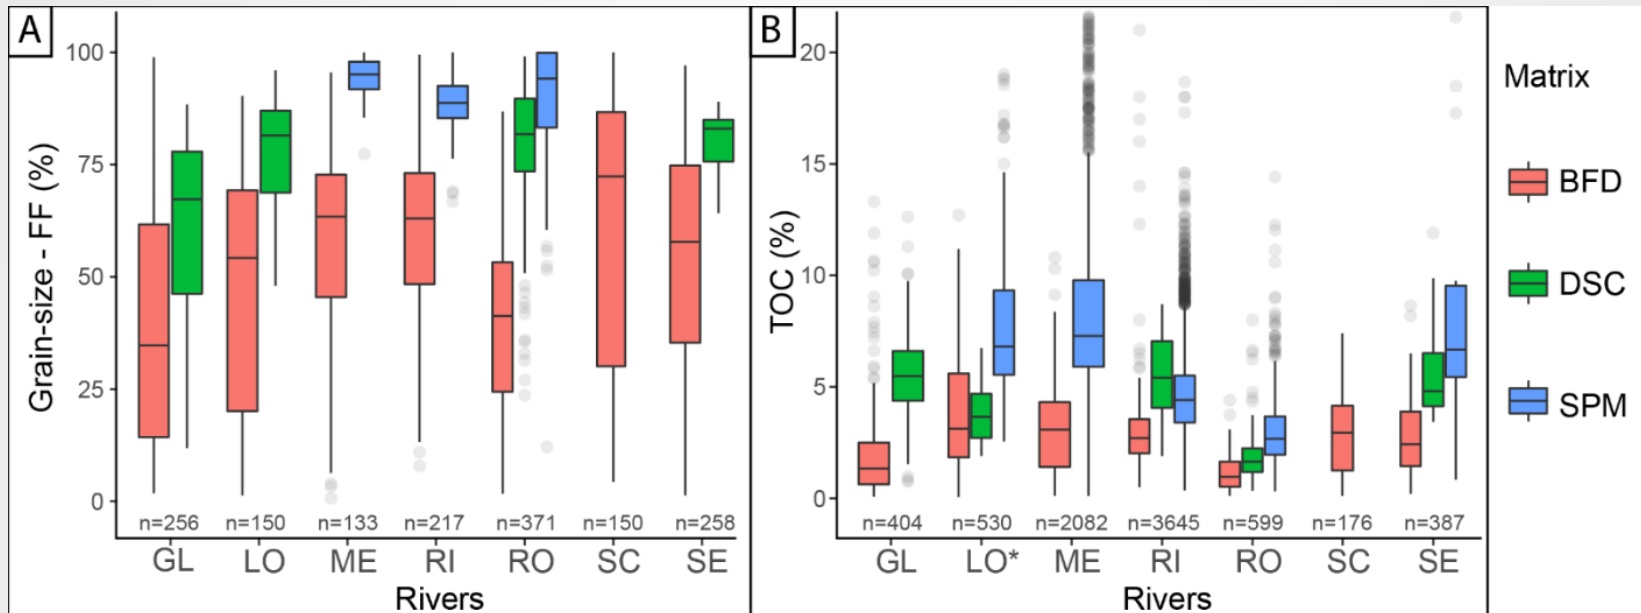 A
Grain-size - FF (%)
100
75
50
25
0
n=256 n=150 n=133 n=217 n=371 n=150 n=258
GL LO ME RI RO SC SE
Rivers
B
TOC (%)
20
15
10
5
0
n=404 n=530 n=2082 n=3645 n=599 n=176 n=387
GL LO* ME RI RO SC SE
Rivers
Matrix
BFD
DSC
SPM